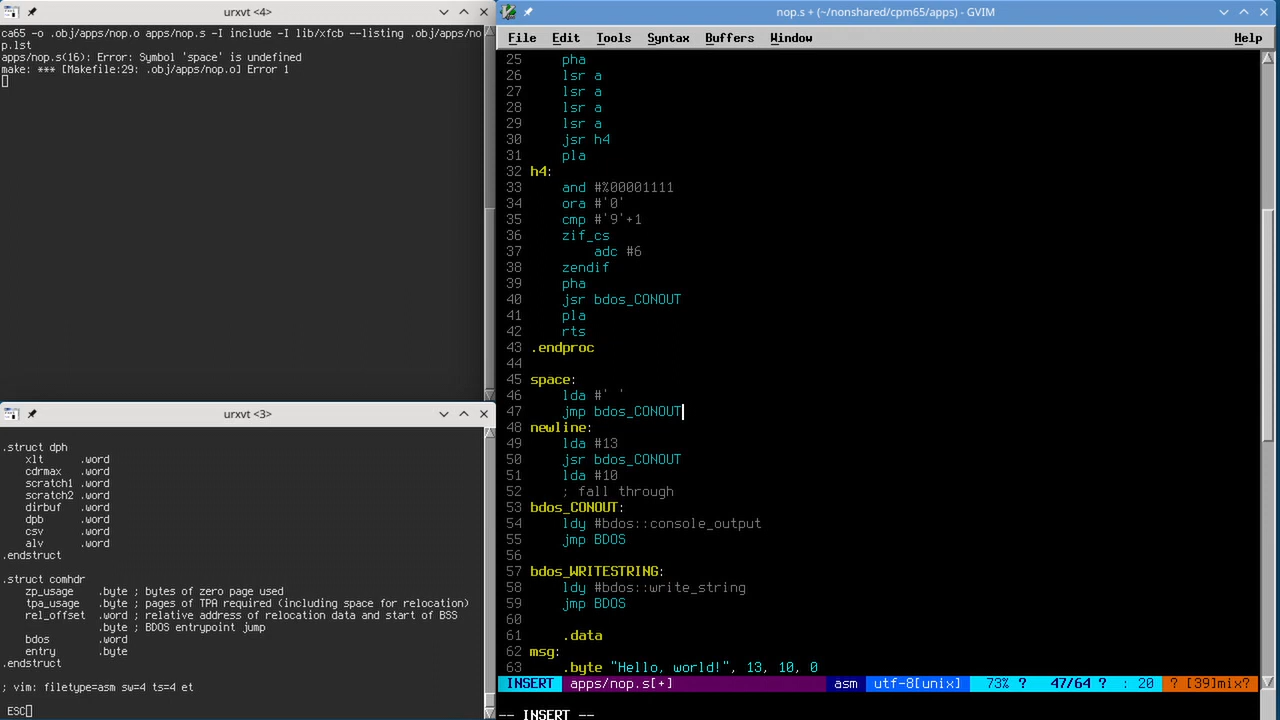 urxvt <4>
ca65 -o .obj/apps/nop.o apps/nop.s -I include -I lib/xfcb --listing .obj/apps/no
p.lst
apps/nop.s(16): Error: Symbol 'space' is undefined
make: *** [Makefile:29: .obj/apps/nop.o] Error 1
urxvt <3>
.struct dph
    xlt      .word
    cdrmax   .word
    scratch1 .word
    scratch2 .word
    dirbuf   .word
    dpb      .word
    csv      .word
    alv      .word
.endstruct
.struct comhdr
    zp_usage    .byte ; bytes of zero page used
    tpa_usage   .byte ; pages of TPA required (including space for relocation)
    rel_offset  .word ; relative address of relocation data and start of BSS
                .byte ; BDOS entrypoint jump
    bdos        .word
    entry       .byte
.endstruct
; vim: filetype=asm sw=4 ts=4 et
ESC
nop.s + (~/nonshared/cpm65/apps) - GVIM
File Edit Tools Syntax Buffers Window Help
25     pha
26     lsr a
27     lsr a
28     lsr a
29     lsr a
30     jsr h4
31     pla
32 h4:
33     and #%00001111
34     ora #'0'
35     cmp #'9'+1
36     zif_cs
37         adc #6
38     zendif
39     pha
40     jsr bdos_CONOUT
41     pla
42     rts
43 .endproc
44
45 space:
46     lda #' '
47     jmp bdos_CONOUT
48 newline:
49     lda #13
50     jsr bdos_CONOUT
51     lda #10
52     ; fall through
53 bdos_CONOUT:
54     ldy #bdos::console_output
55     jmp BDOS
56
57 bdos_WRITESTRING:
58     ldy #bdos::write_string
59     jmp BDOS
60
61     .data
62 msg:
63     .byte "Hello, world!", 13, 10, 0
INSERT apps/nop.s[+] asm utf-8[unix] 73% ? 47/64 ? : 20 ? [39]mix?
-- INSERT --